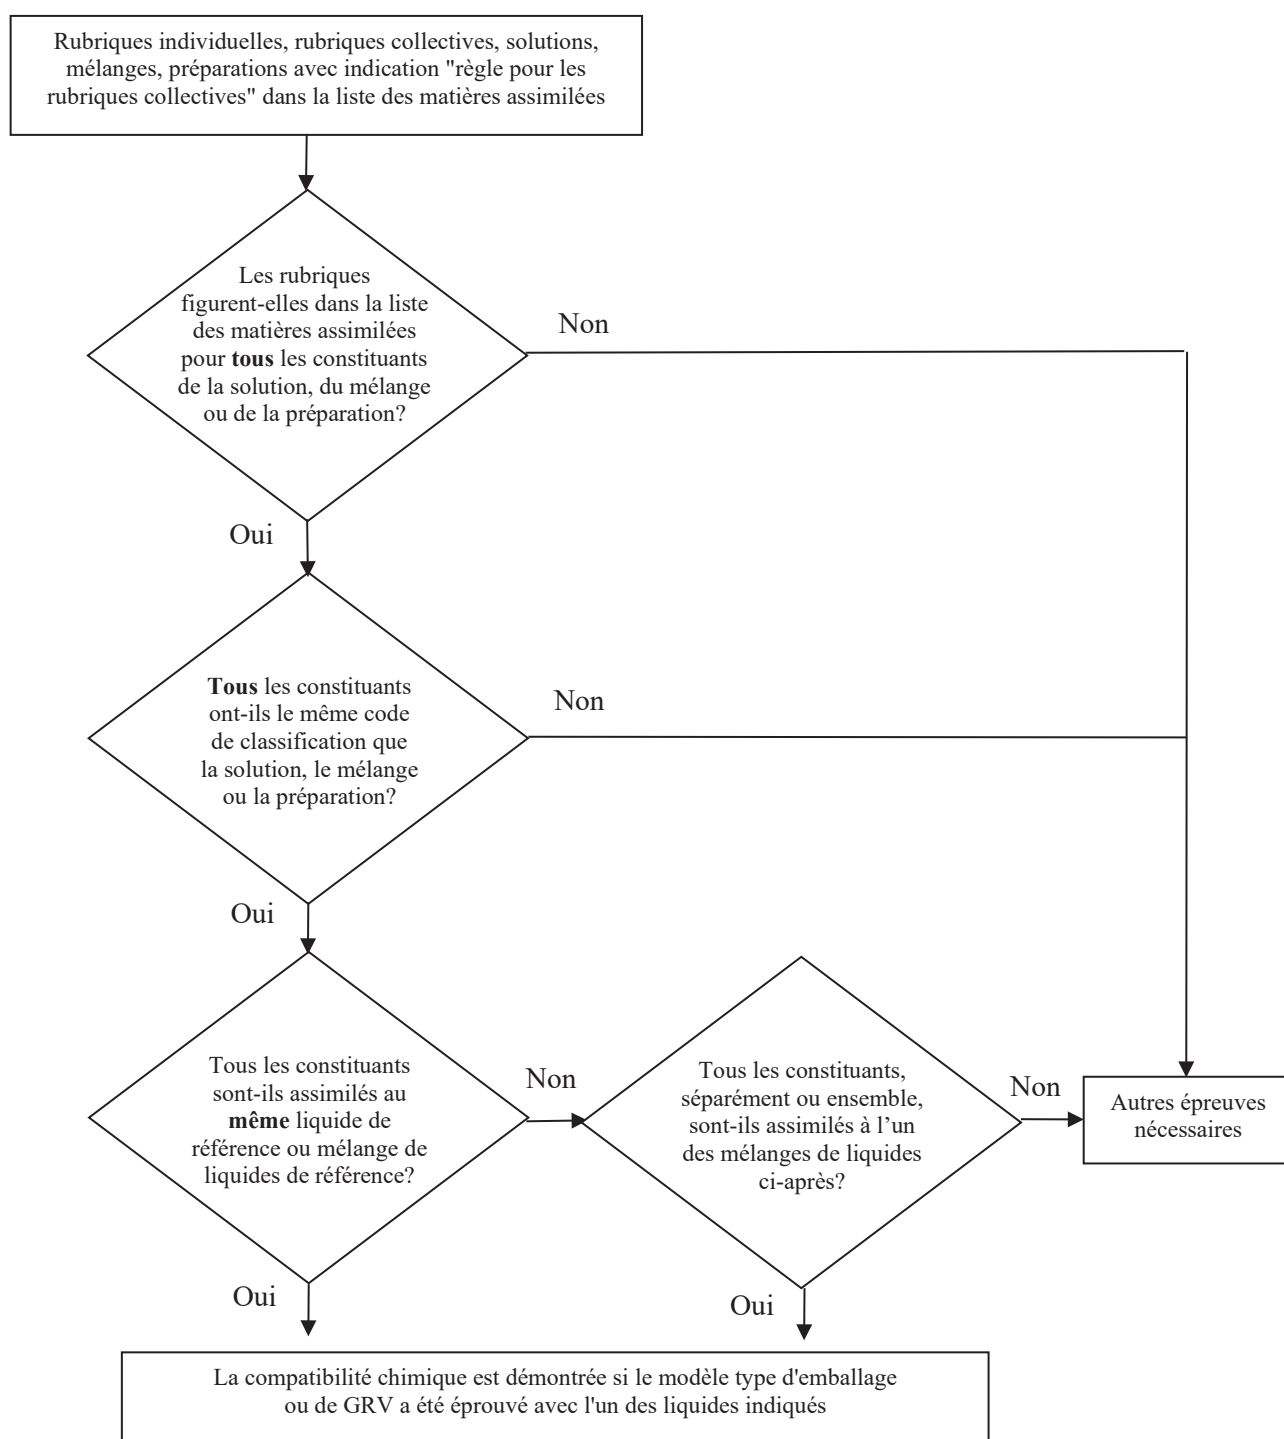 Rubriques individuelles, rubriques collectives, solutions,
mélanges, préparations avec indication "règle pour les
rubriques collectives" dans la liste des matières assimilées
Les rubriques
figurent-elles dans la liste
des matières assimilées
pour tous les constituants
de la solution, du mélange
ou de la préparation?
Non
Oui
Tous les constituants
ont-ils le même code
de classification que
la solution, le mélange
ou la préparation?
Non
Oui
Tous les constituants
sont-ils assimilés au
même liquide de
référence ou mélange de
liquides de référence?
Non
Tous les constituants,
séparément ou ensemble,
sont-ils assimilés à l’un
des mélanges de liquides
ci-après?
Non
Autres épreuves
nécessaires
Oui
Oui
La compatibilité chimique est démontrée si le modèle type d'emballage
ou de GRV a été éprouvé avec l'un des liquides indiqués